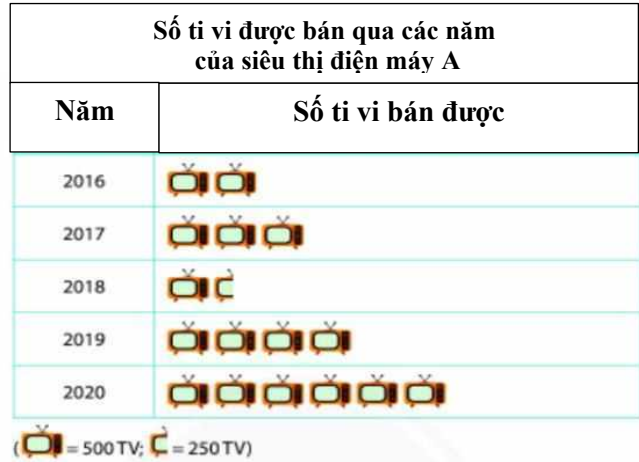 Số ti vi được bán qua các năm
của siêu thị điện máy A
Năm Số ti vi bán được
2016
2017
2018
2019
2020
( = 500 TV; = 250 TV)